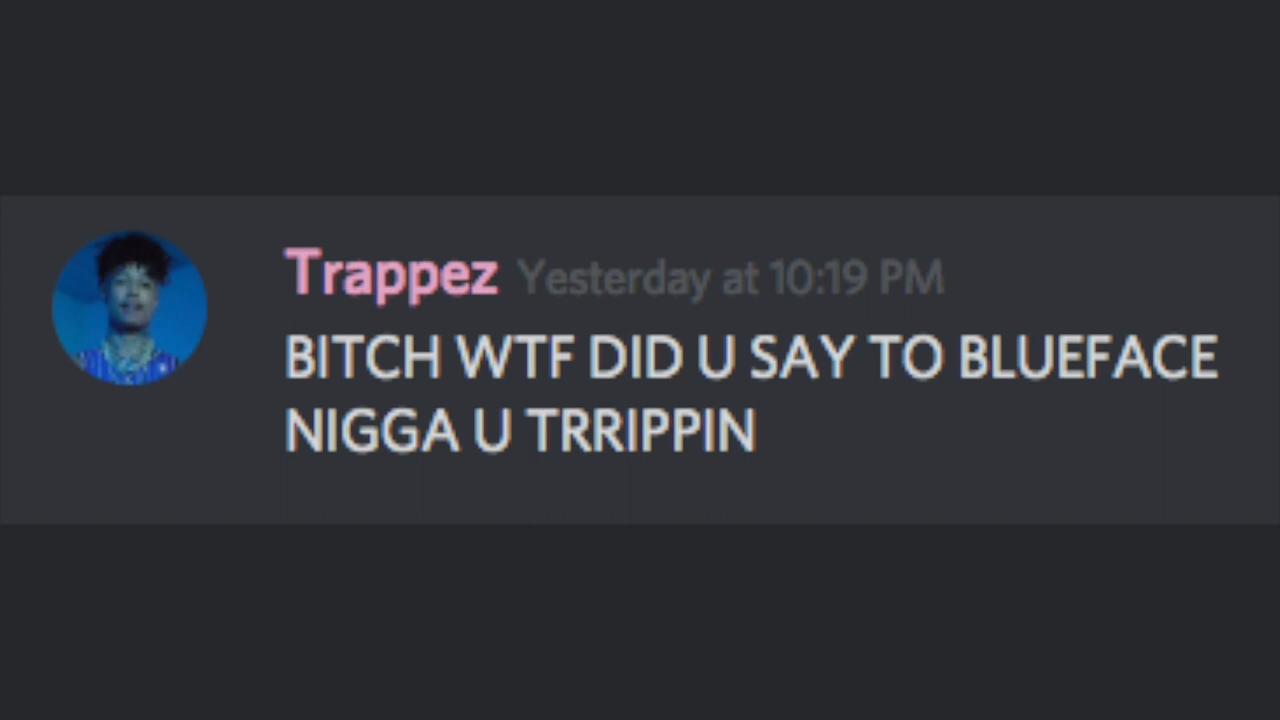 Trappez Yesterday at 10:19 PM
BITCH WTF DID U SAY TO BLUEFACE
NIGGA U TRRIPPIN